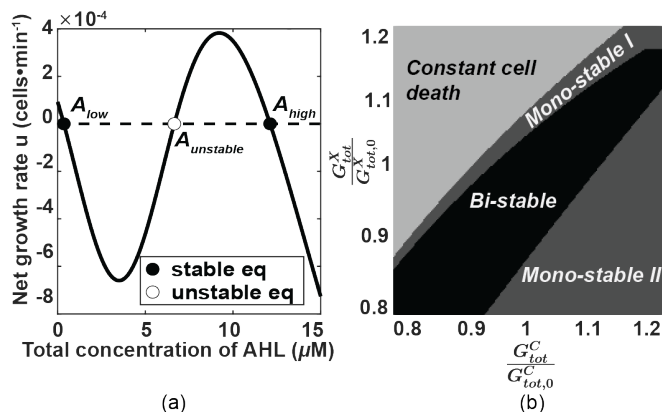 ×10⁻⁴
4
2
0
-2
-4
-6
-8
Net growth rate u (cells•min⁻¹)
A_low
A_unstable
A_high
stable eq
unstable eq
0 5 10 15
Total concentration of AHL (μM)
(a)
1.2
1.1
1
0.9
0.8
G^X_tot
G^X_tot,0
Constant cell
death
Mono-stable I
Bi-stable
Mono-stable II
0.8 0.9 1 1.1 1.2
G^C_tot
G^C_tot,0
(b)